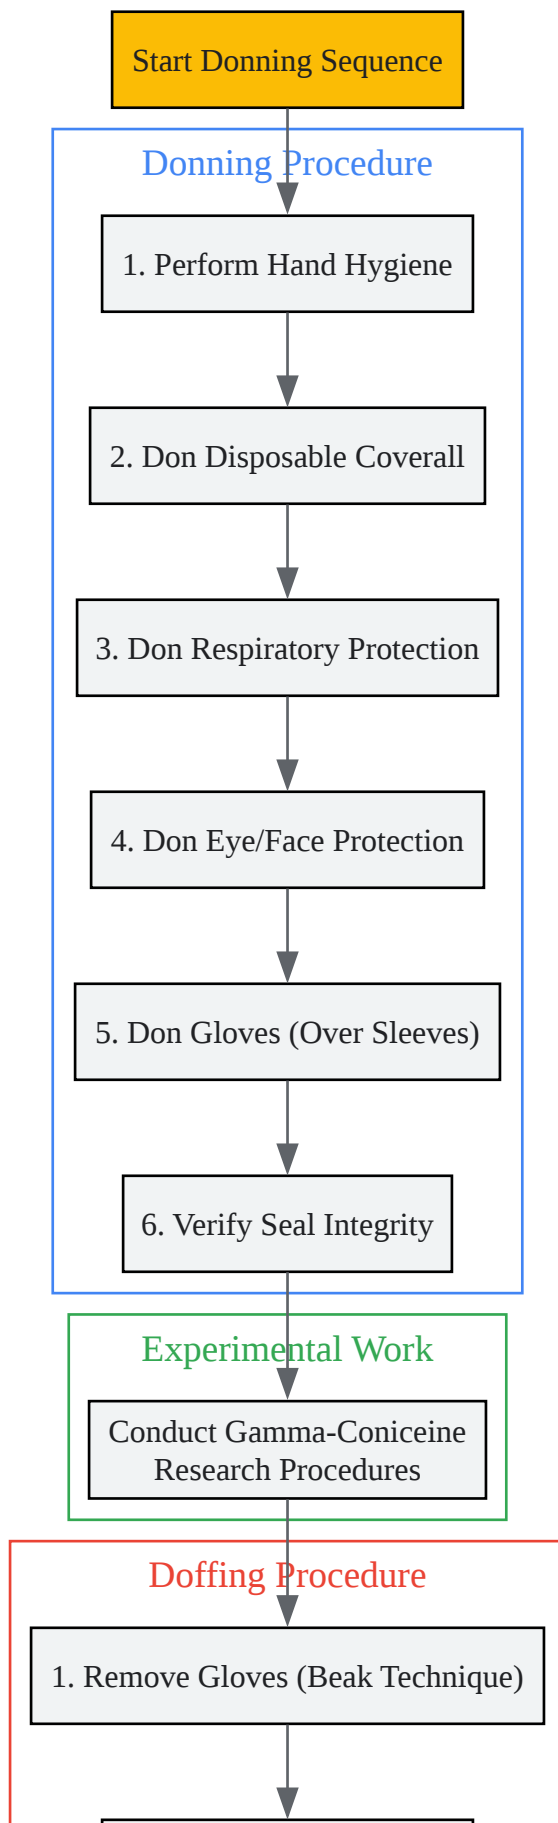 Start Donning Sequence
Donning Procedure
1. Perform Hand Hygiene
2. Don Disposable Coverall
3. Don Respiratory Protection
4. Don Eye/Face Protection
5. Don Gloves (Over Sleeves)
6. Verify Seal Integrity
Experimental Work
Conduct Gamma-Coniceine
Research Procedures
Doffing Procedure
1. Remove Gloves (Beak Technique)